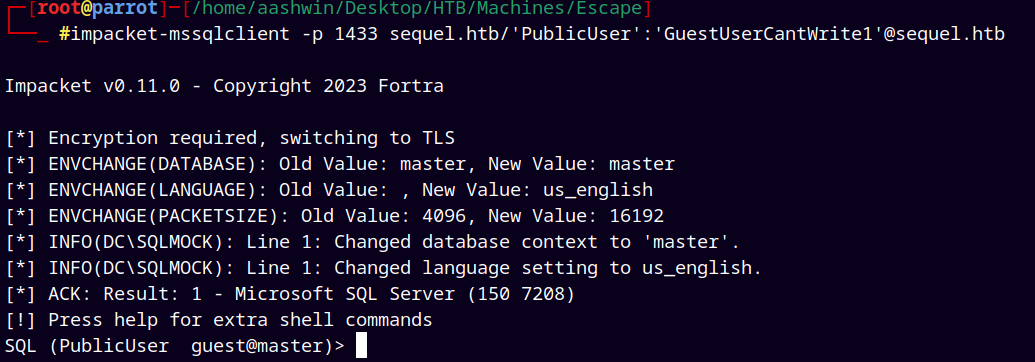 ┌─[root@parrot]─[/home/aashwin/Desktop/HTB/Machines/Escape]
└──╼ #impacket-mssqlclient -p 1433 sequel.htb/'PublicUser':'GuestUserCantWrite1'@sequel.htb
Impacket v0.11.0 - Copyright 2023 Fortra
[*] Encryption required, switching to TLS
[*] ENVCHANGE(DATABASE): Old Value: master, New Value: master
[*] ENVCHANGE(LANGUAGE): Old Value: , New Value: us_english
[*] ENVCHANGE(PACKETSIZE): Old Value: 4096, New Value: 16192
[*] INFO(DC\SQLMOCK): Line 1: Changed database context to 'master'.
[*] INFO(DC\SQLMOCK): Line 1: Changed language setting to us_english.
[*] ACK: Result: 1 - Microsoft SQL Server (150 7208)
[!] Press help for extra shell commands
SQL (PublicUser  guest@master)>